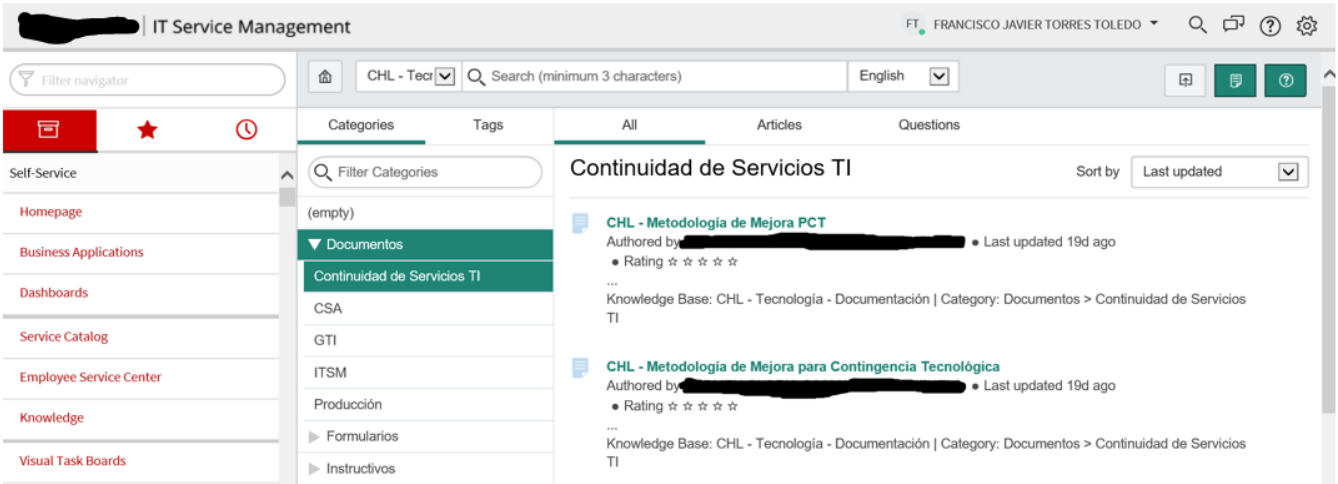 IT Service Management
FT FRANCISCO JAVIER TORRES TOLEDO
Filter navigator
CHL - Tecr
Search (minimum 3 characters)
English
Self-Service
Homepage
Business Applications
Dashboards
Service Catalog
Employee Service Center
Knowledge
Visual Task Boards
Categories
Tags
Filter Categories
(empty)
Documentos
Continuidad de Servicios TI
CSA
GTI
ITSM
Producción
Formularios
Instructivos
All
Articles
Questions
Continuidad de Servicios TI
Sort by
Last updated
CHL - Metodología de Mejora PCT
Authored by
• Last updated 19d ago
• Rating ☆ ☆ ☆ ☆ ☆
...
Knowledge Base: CHL - Tecnología - Documentación | Category: Documentos > Continuidad de Servicios
TI
CHL - Metodología de Mejora para Contingencia Tecnológica
Authored by
• Last updated 19d ago
• Rating ☆ ☆ ☆ ☆ ☆
...
Knowledge Base: CHL - Tecnología - Documentación | Category: Documentos > Continuidad de Servicios
TI